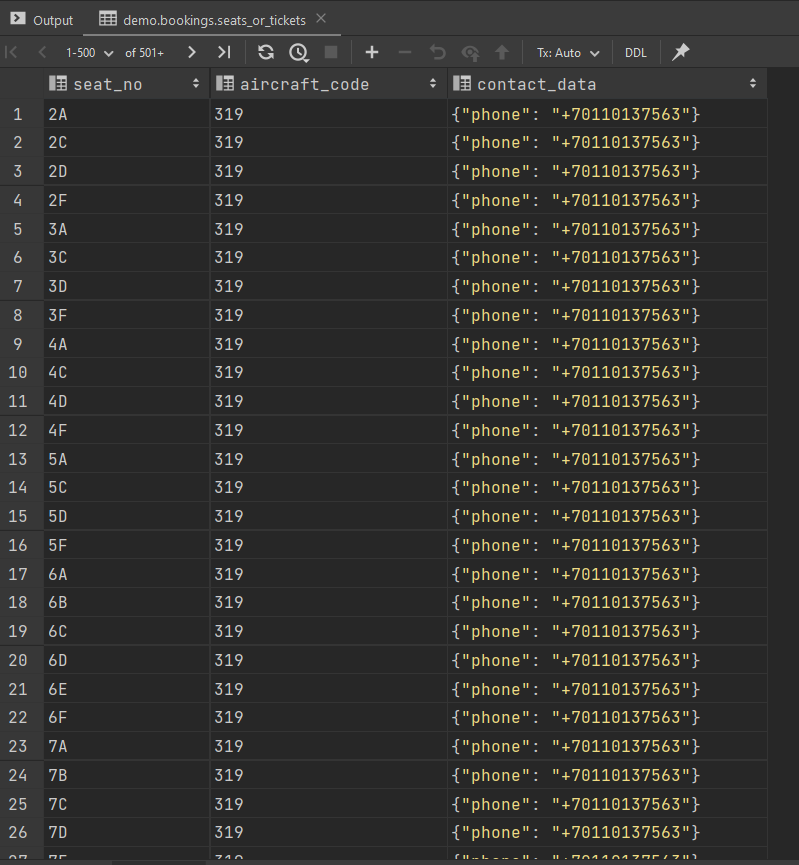 Output demo.bookings.seats_or_tickets
1-500 of 501+ Tx: Auto DDL
seat_no aircraft_code contact_data
1 2A 319 {"phone": "+70110137563"}
2 2C 319 {"phone": "+70110137563"}
3 2D 319 {"phone": "+70110137563"}
4 2F 319 {"phone": "+70110137563"}
5 3A 319 {"phone": "+70110137563"}
6 3C 319 {"phone": "+70110137563"}
7 3D 319 {"phone": "+70110137563"}
8 3F 319 {"phone": "+70110137563"}
9 4A 319 {"phone": "+70110137563"}
10 4C 319 {"phone": "+70110137563"}
11 4D 319 {"phone": "+70110137563"}
12 4F 319 {"phone": "+70110137563"}
13 5A 319 {"phone": "+70110137563"}
14 5C 319 {"phone": "+70110137563"}
15 5D 319 {"phone": "+70110137563"}
16 5F 319 {"phone": "+70110137563"}
17 6A 319 {"phone": "+70110137563"}
18 6B 319 {"phone": "+70110137563"}
19 6C 319 {"phone": "+70110137563"}
20 6D 319 {"phone": "+70110137563"}
21 6E 319 {"phone": "+70110137563"}
22 6F 319 {"phone": "+70110137563"}
23 7A 319 {"phone": "+70110137563"}
24 7B 319 {"phone": "+70110137563"}
25 7C 319 {"phone": "+70110137563"}
26 7D 319 {"phone": "+70110137563"}